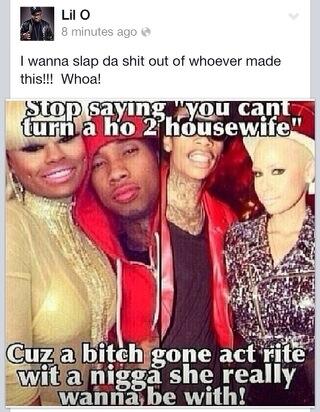 Lil O
8 minutes ago
I wanna slap da shit out of whoever made
this!!! Whoa!
Stop saying "you cant
turn a ho 2 housewife"
Cuz a bitch gone act rite
wit a nigga she really
wanna be with!